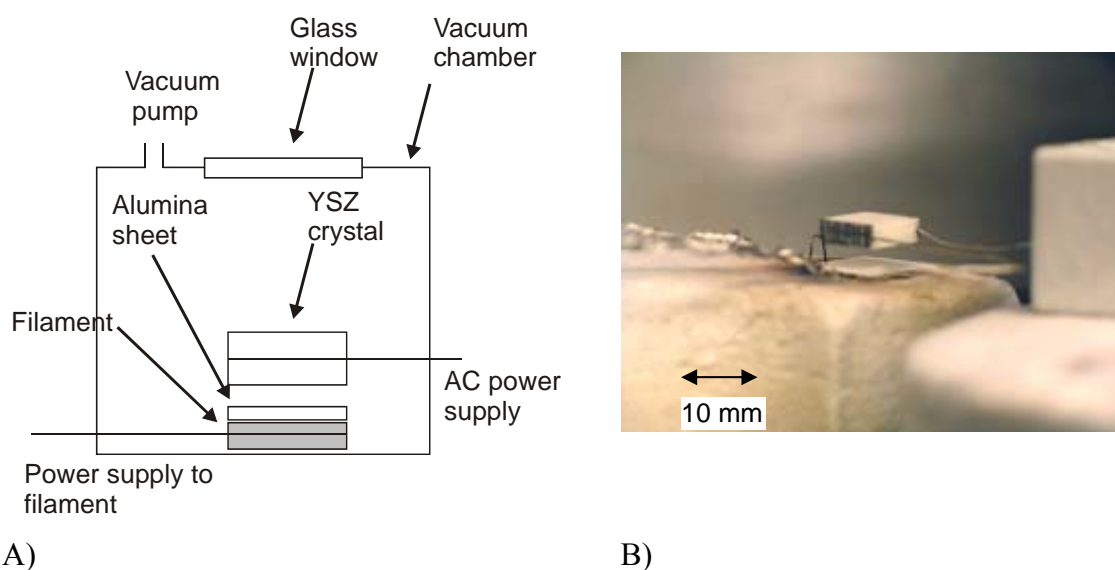 Glass
window
Vacuum
chamber
Vacuum
pump
Alumina
sheet
YSZ
crystal
Filament
AC power
supply
Power supply to
filament
10 mm
A)
B)